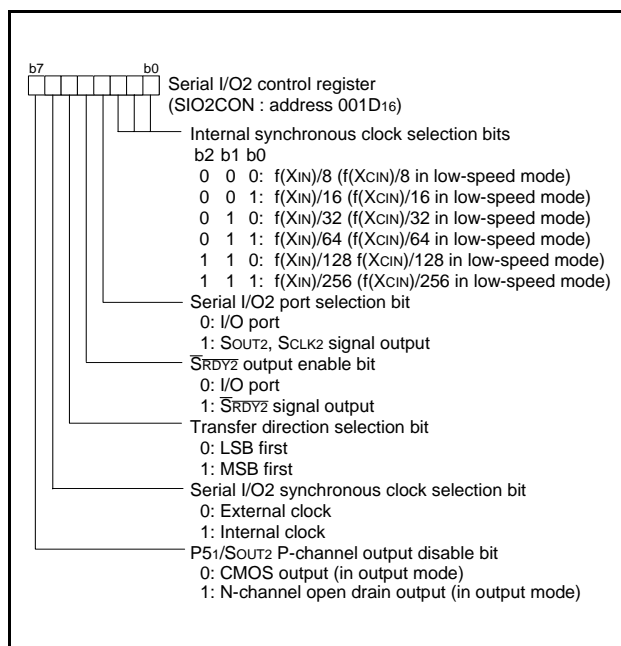 b7 b0
Serial I/O2 control register
(SIO2CON : address 001D16)
Internal synchronous clock selection bits
b2 b1 b0
0 0 0: f(XIN)/8 (f(XCIN)/8 in low-speed mode)
0 0 1: f(XIN)/16 (f(XCIN)/16 in low-speed mode)
0 1 0: f(XIN)/32 (f(XCIN)/32 in low-speed mode)
0 1 1: f(XIN)/64 (f(XCIN)/64 in low-speed mode)
1 1 0: f(XIN)/128 f(XCIN)/128 in low-speed mode)
1 1 1: f(XIN)/256 (f(XCIN)/256 in low-speed mode)
Serial I/O2 port selection bit
0: I/O port
1: SOUT2, SCLK2 signal output
S̅R̅D̅Y̅2̅ output enable bit
0: I/O port
1: S̅R̅D̅Y̅2̅ signal output
Transfer direction selection bit
0: LSB first
1: MSB first
Serial I/O2 synchronous clock selection bit
0: External clock
1: Internal clock
P51/SOUT2 P-channel output disable bit
0: CMOS output (in output mode)
1: N-channel open drain output (in output mode)